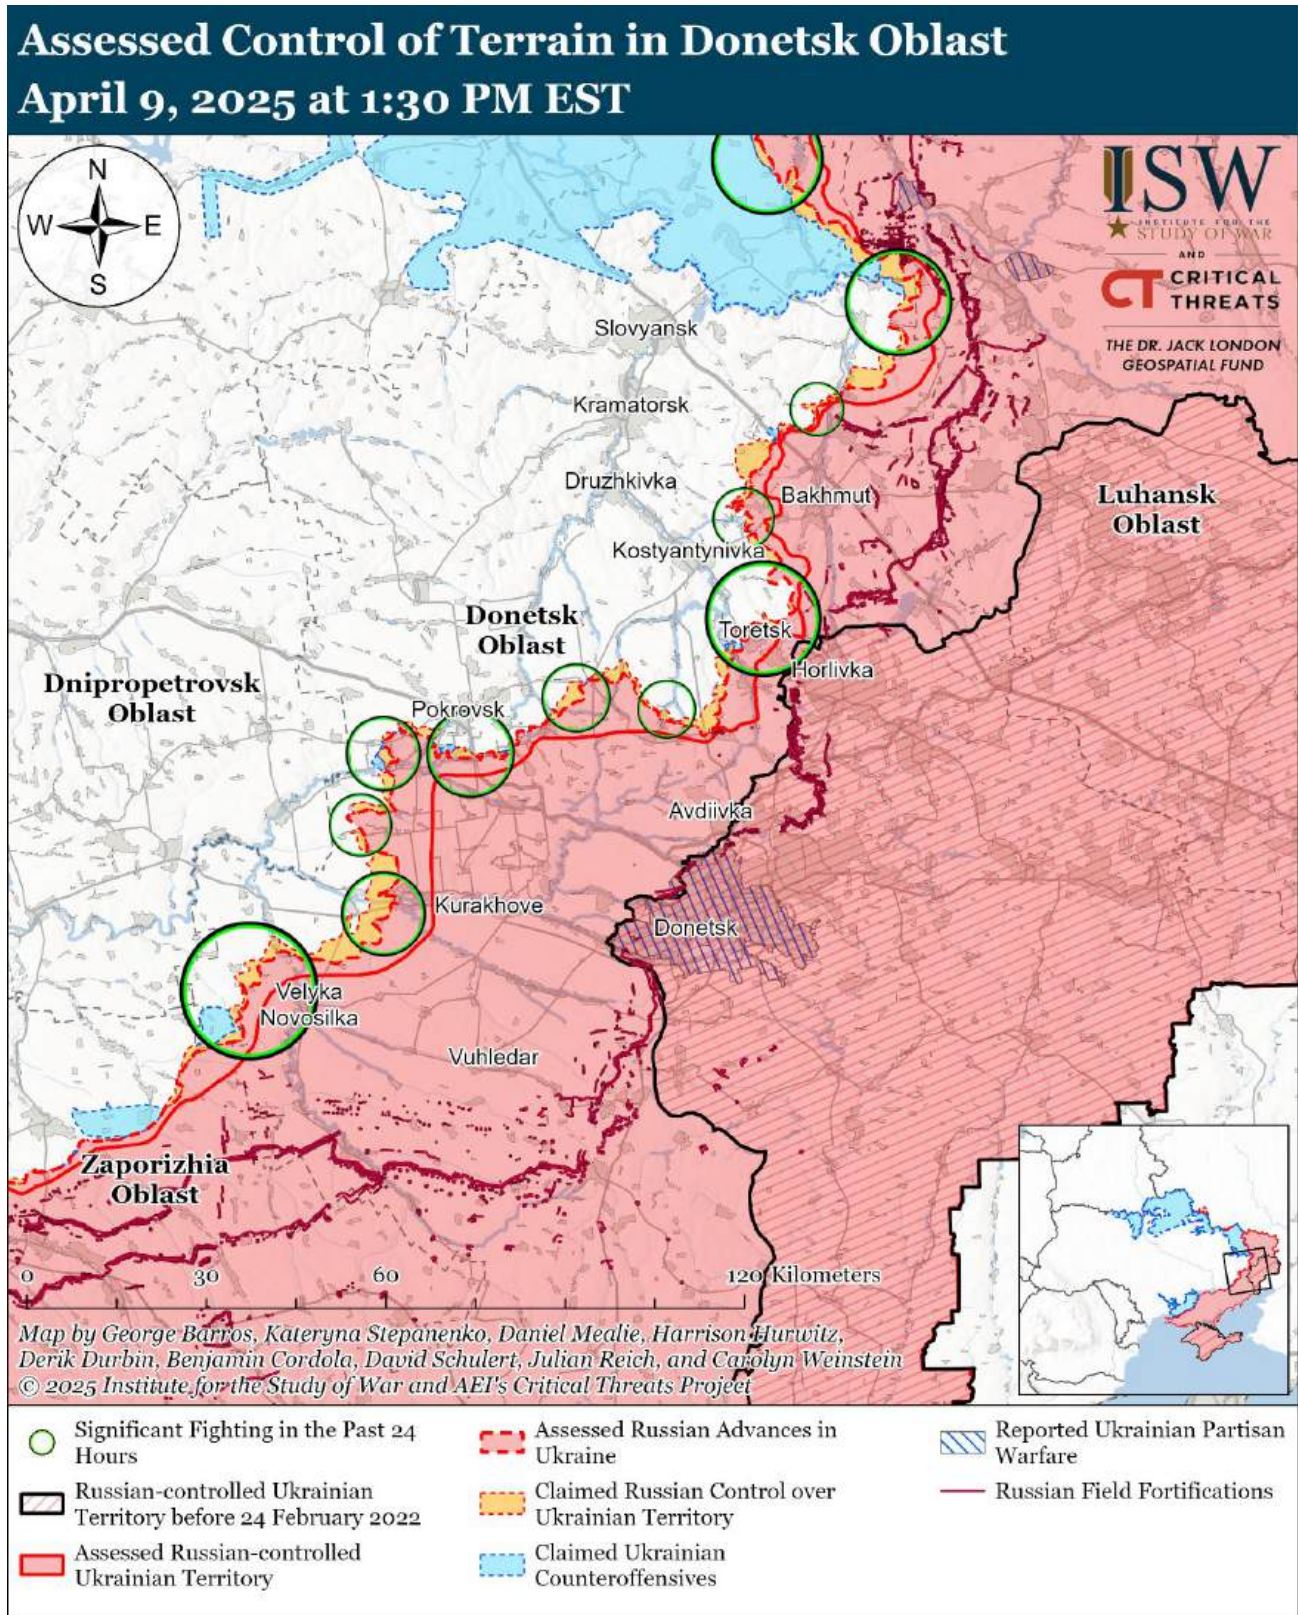 Assessed Control of Terrain in Donetsk Oblast
April 9, 2025 at 1:30 PM EST
N
W E
S
ISW
INSTITUTE FOR THE
STUDY OF WAR
AND
CT CRITICAL
THREATS
THE DR. JACK LONDON
GEOSPATIAL FUND
Slovyansk
Kramatorsk
Druzhkivka
Bakhmut
Luhansk
Oblast
Kostyantynivka
Donetsk
Oblast
Toretsk
Horlivka
Dnipropetrovsk
Oblast
Pokrovsk
Avdiivka
Kurakhove
Donetsk
Velyka
Novosilka
Vuhledar
Zaporizhia
Oblast
0 30 60 120 Kilometers
Map by George Barros, Kateryna Stepanenko, Daniel Mealie, Harrison Hurwitz,
Derik Durbin, Benjamin Cordola, David Schulert, Julian Reich, and Carolyn Weinstein
© 2025 Institute for the Study of War and AEI's Critical Threats Project
Significant Fighting in the Past 24
Hours
Russian-controlled Ukrainian
Territory before 24 February 2022
Assessed Russian-controlled
Ukrainian Territory
Assessed Russian Advances in
Ukraine
Claimed Russian Control over
Ukrainian Territory
Claimed Ukrainian
Counteroffensives
Reported Ukrainian Partisan
Warfare
Russian Field Fortifications